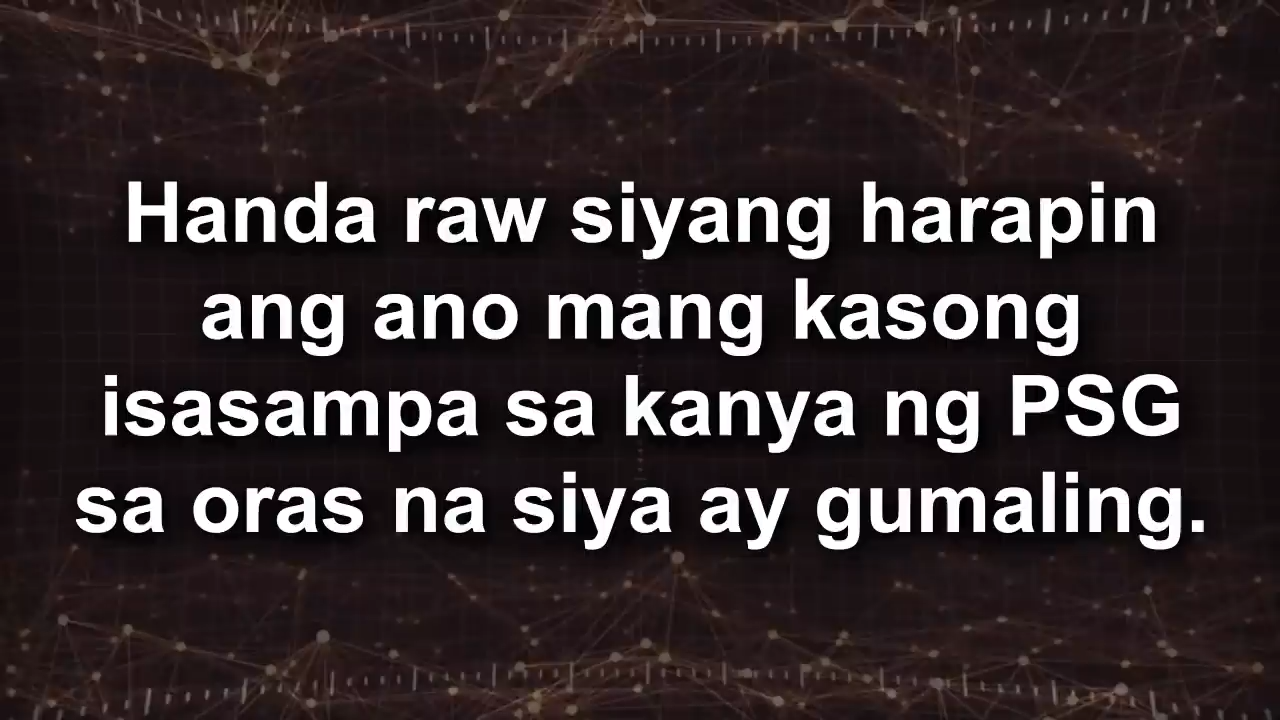 Handa raw siyang harapin
ang ano mang kasong
isasampa sa kanya ng PSG
sa oras na siya ay gumaling.